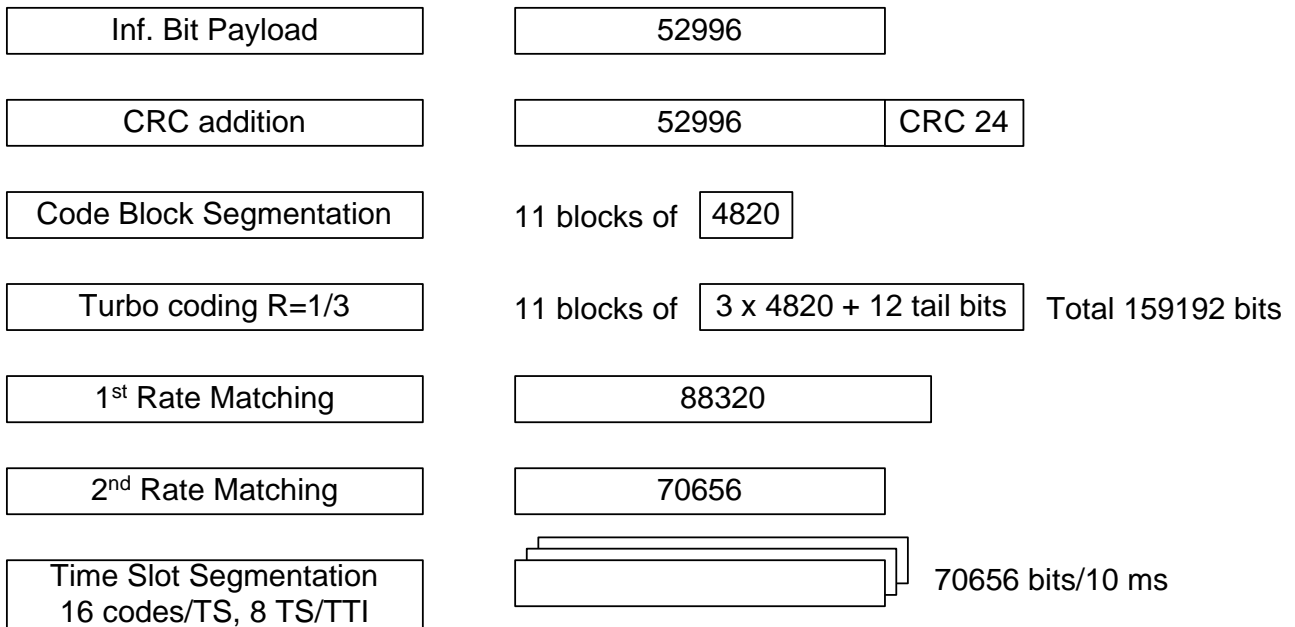 Inf. Bit Payload 52996
CRC addition 52996 CRC 24
Code Block Segmentation 11 blocks of 4820
Turbo coding R=1/3 11 blocks of 3 x 4820 + 12 tail bits Total 159192 bits
1st Rate Matching 88320
2nd Rate Matching 70656
Time Slot Segmentation
16 codes/TS, 8 TS/TTI
70656 bits/10 ms